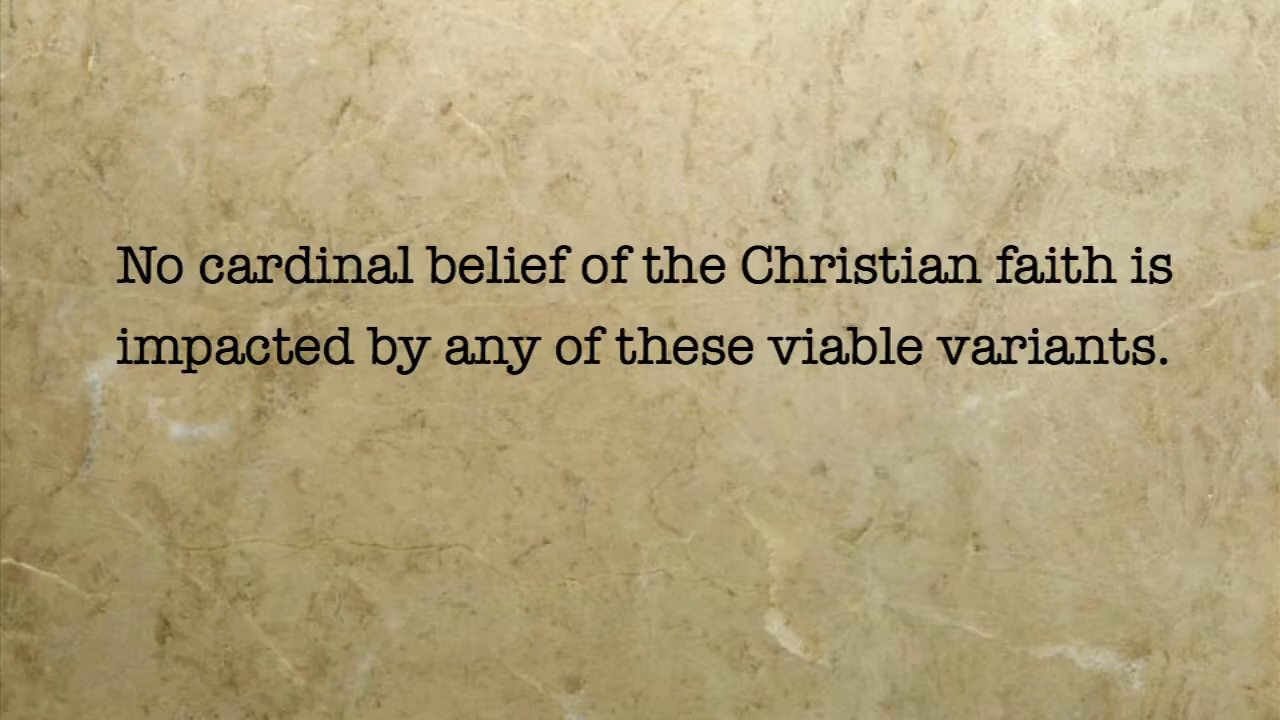 No cardinal belief of the Christian faith is
impacted by any of these viable variants.